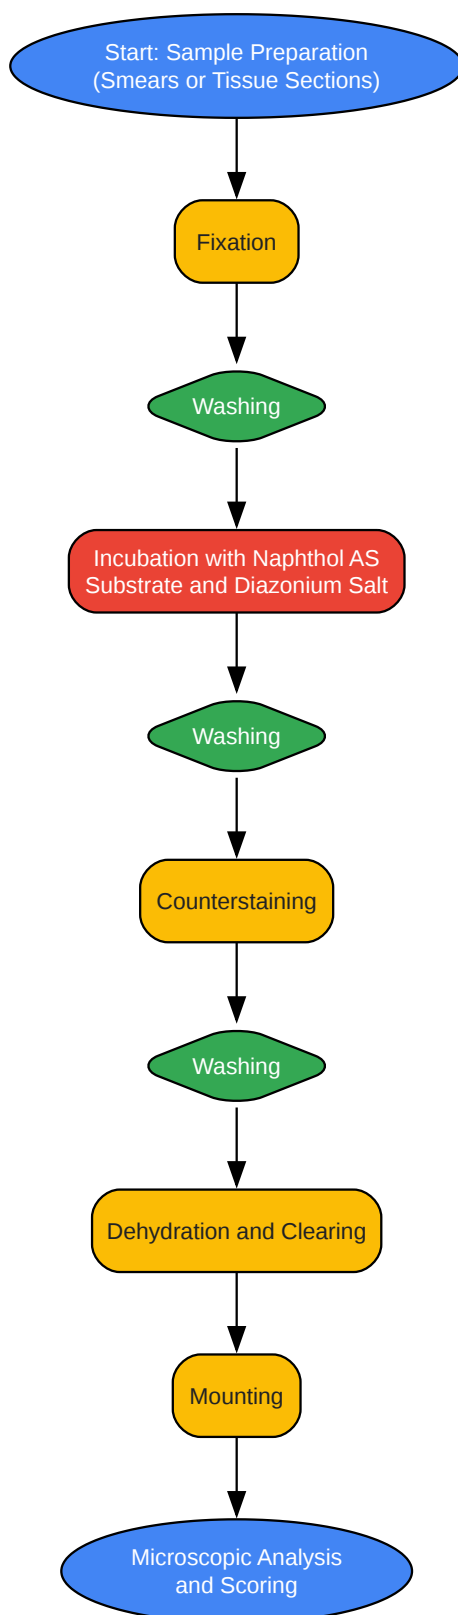 Start: Sample Preparation
(Smears or Tissue Sections)
Fixation
Washing
Incubation with Naphthol AS
Substrate and Diazonium Salt
Washing
Counterstaining
Washing
Dehydration and Clearing
Mounting
Microscopic Analysis
and Scoring